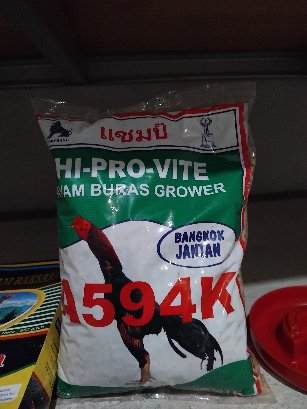 แชมป์
HI-PRO-VITE
AYAM BURAS GROWER
BANGKOK
JANTAN
A594K